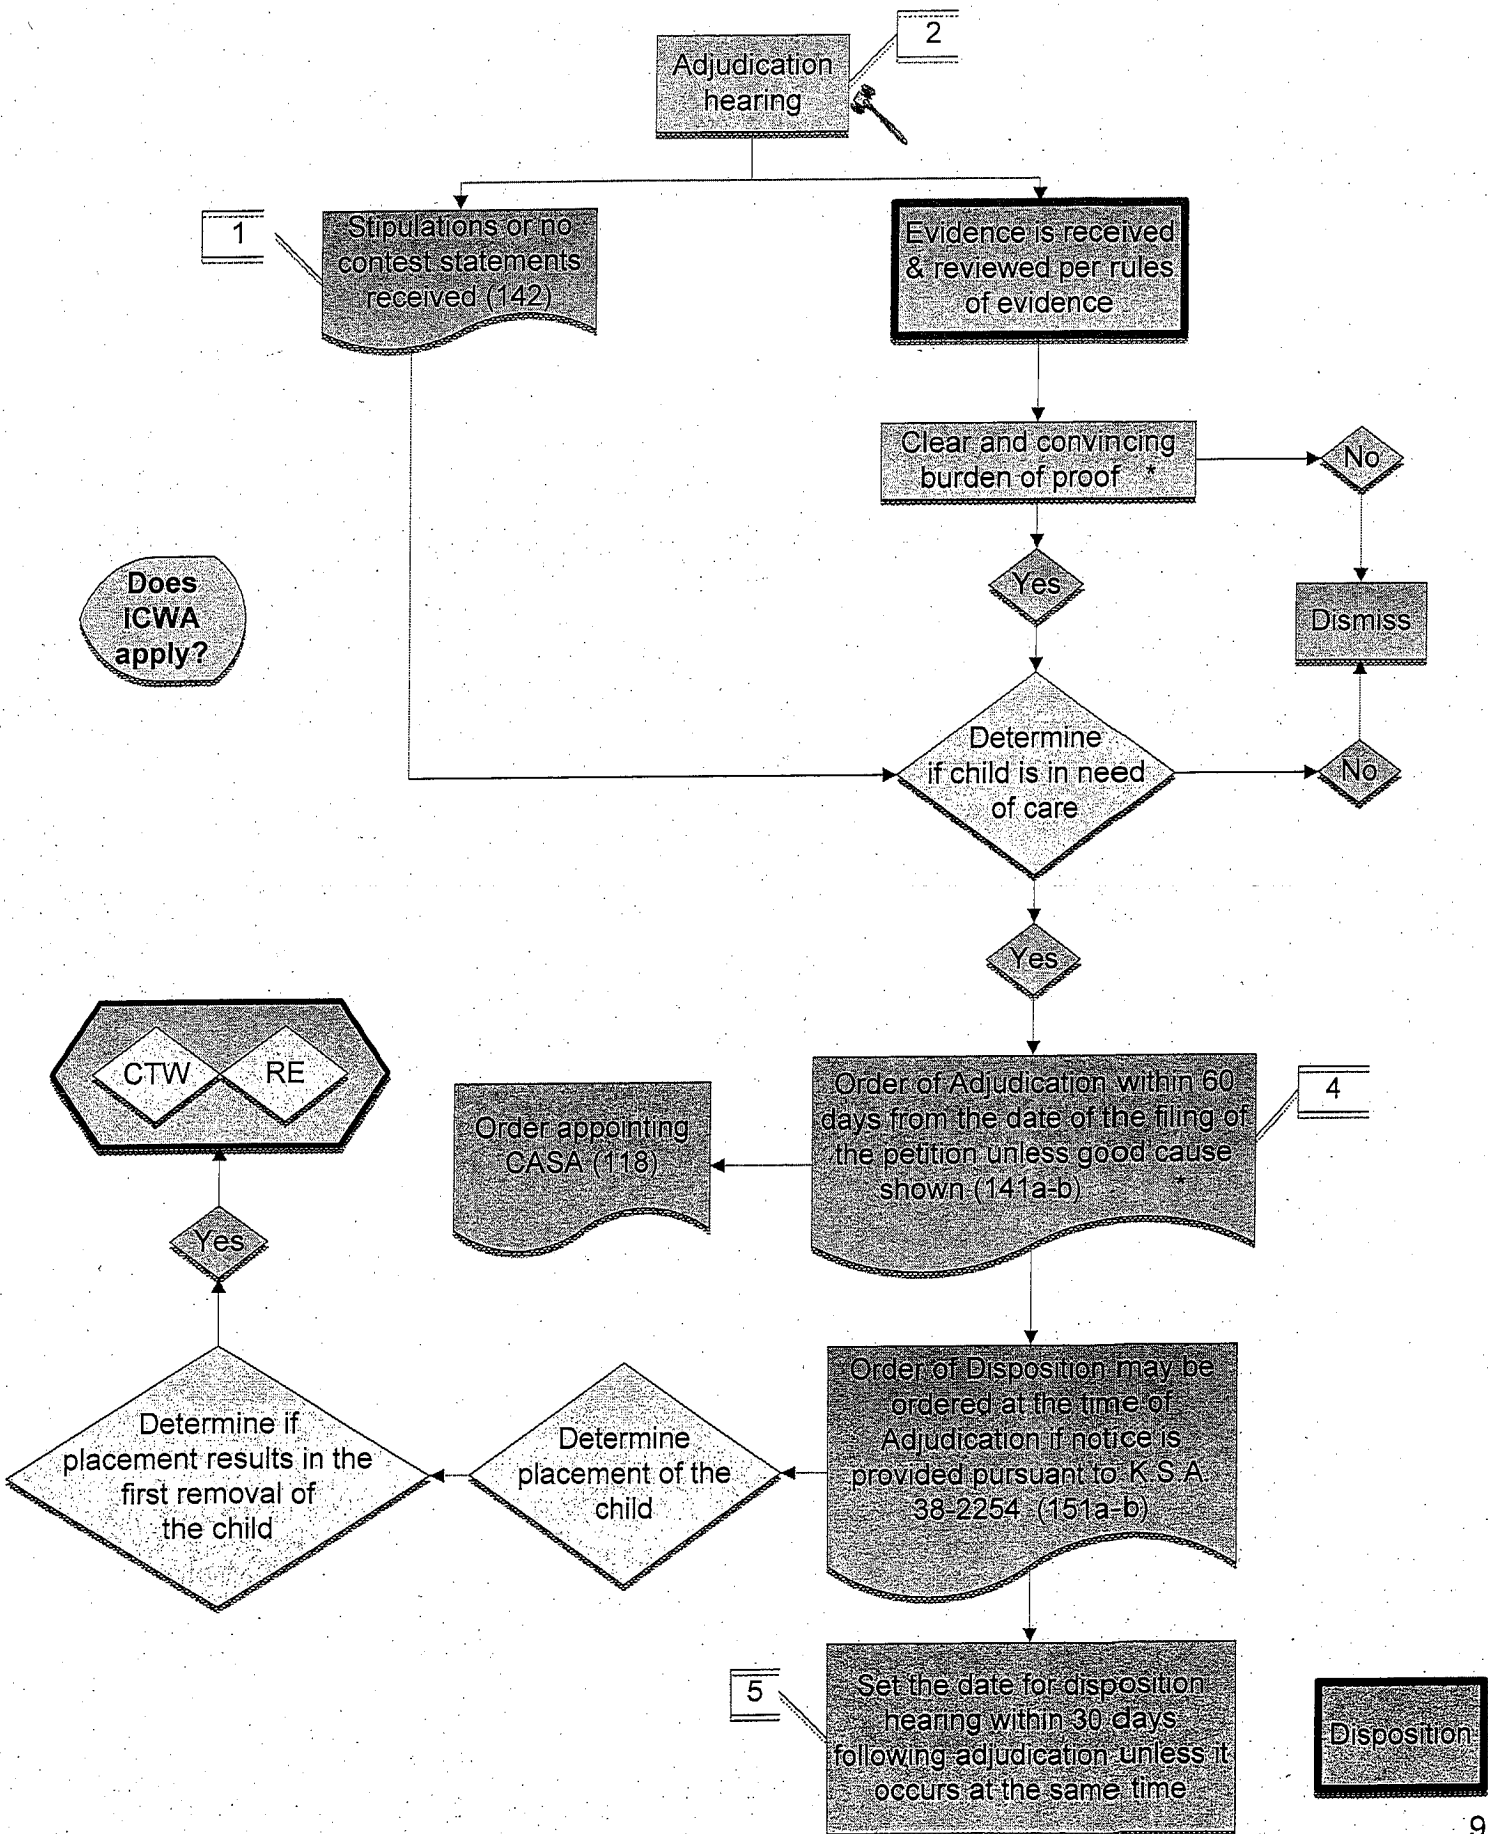 2
Adjudication
hearing
1
Stipulations or no
contest statements
received (142)
Evidence is received
& reviewed per rules
of evidence
Clear and convincing
burden of proof *
No
Does
ICWA
apply?
Yes
Dismiss
Determine
if child is in need
of care
No
Yes
CTW
RE
Order appointing
CASA (118)
Order of Adjudication within 60
days from the date of the filing of
the petition unless good cause
shown (141a-b) *
4
Yes
Determine if
placement results in the
first removal of
the child
Determine
placement of the
child
Order of Disposition may be
ordered at the time of
Adjudication if notice is
provided pursuant to K.S.A.
38-2254 (151a-b)
5
Set the date for disposition
hearing within 30 days
following adjudication unless it
occurs at the same time
Disposition
9